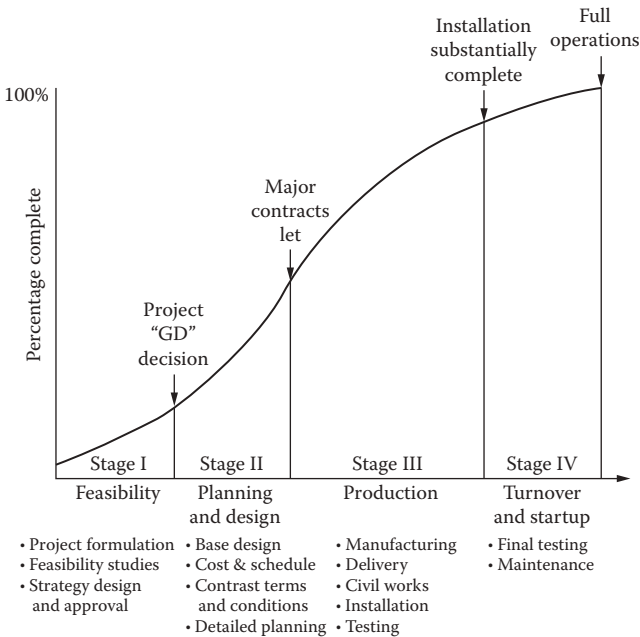 Installation
substantially
complete
Full
operations
100%
Major
contracts
let
Project
“GD”
decision
Percentage complete
Stage I
Stage II
Stage III
Stage IV
Feasibility
Planning
and design
Production
Turnover
and startup
• Project formulation
• Feasibility studies
• Strategy design
and approval
• Base design
• Cost & schedule
• Contrast terms
and conditions
• Detailed planning
• Manufacturing
• Delivery
• Civil works
• Installation
• Testing
• Final testing
• Maintenance